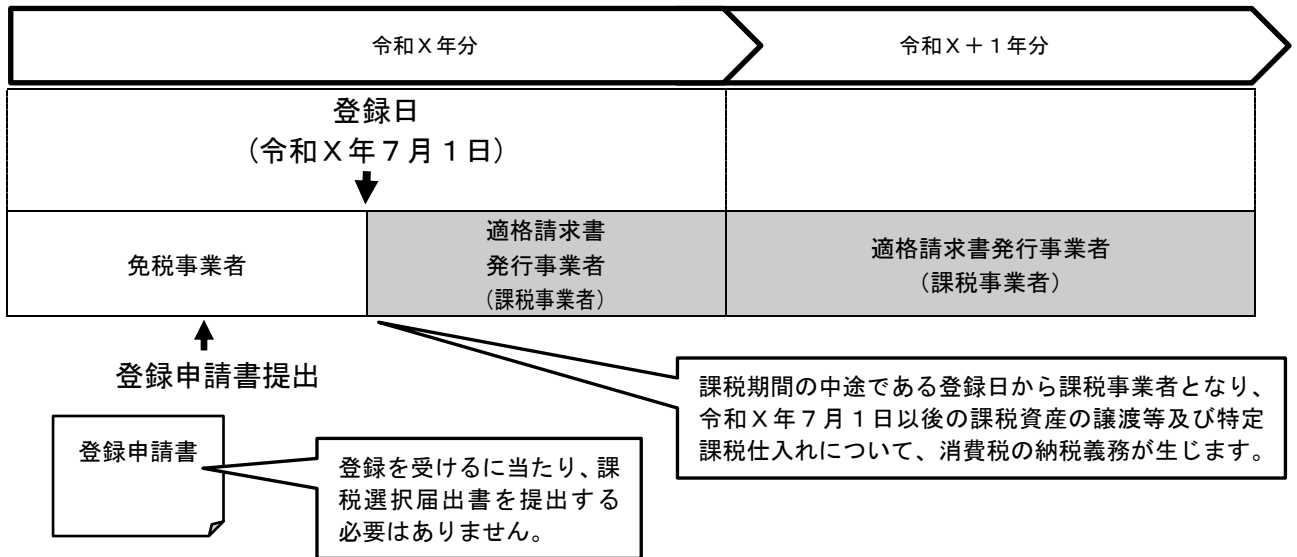 令和X年分
令和X+1年分
登録日
(令和X年7月1日)
免税事業者
適格請求書
発行事業者
(課税事業者)
適格請求書発行事業者
(課税事業者)
登録申請書提出
登録申請書
登録を受けるに当たり、課
税選択届出書を提出する
必要はありません。
課税期間の中途である登録日から課税事業者となり、
令和X年7月1日以後の課税資産の譲渡等及び特定
課税仕入れについて、消費税の納税義務が生じます。